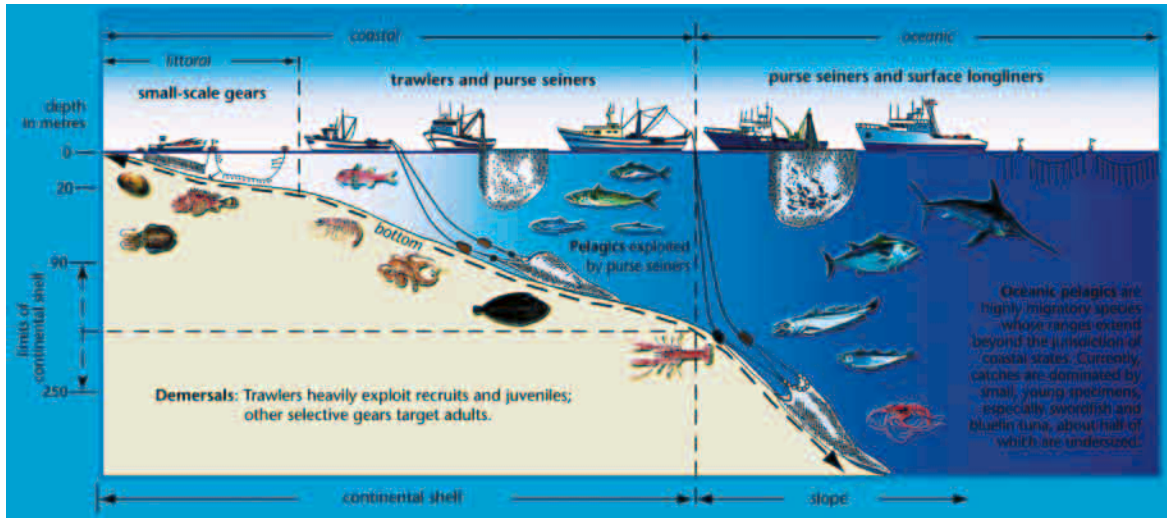 coastal
oceanic
littoral
small-scale gears
trawlers and purse seiners
purse seiners and surface longliners
depth
in metres
0
20
90
250
limits of
continental shelf
bottom
Pelagics exploited
by purse seiners
Oceanic pelagics are
highly migratory species
whose ranges extend
beyond the jurisdiction of
coastal states. Currently,
catches are dominated by
small, young specimens,
especially swordfish and
bluefin tuna, about half of
which are undersized.
Demersals: Trawlers heavily exploit recruits and juveniles;
other selective gears target adults.
continental shelf
slope